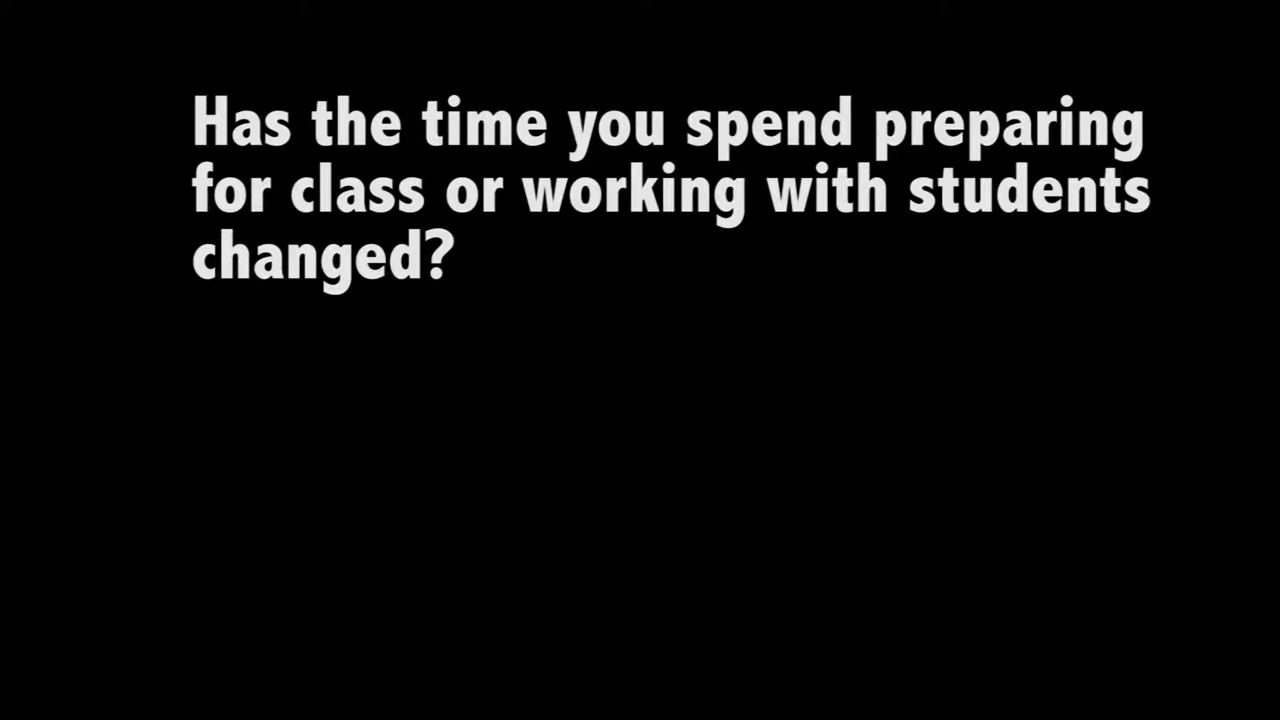 Has the time you spend preparing
for class or working with students
changed?